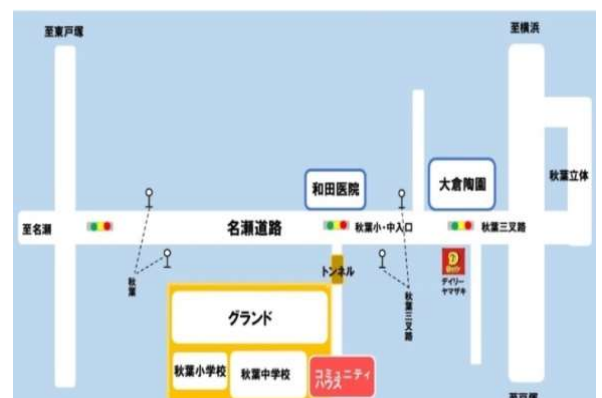 至東戸塚
至横浜
和田医院
大倉陶園
秋葉立体
至名瀬
名瀬道路
秋葉小・中入口
秋葉三叉路
トンネル
秋葉
デイリー
ヤマザキ
秋葉三叉路
グランド
秋葉小学校
秋葉中学校
コミュニティ
ハウス
至戸塚